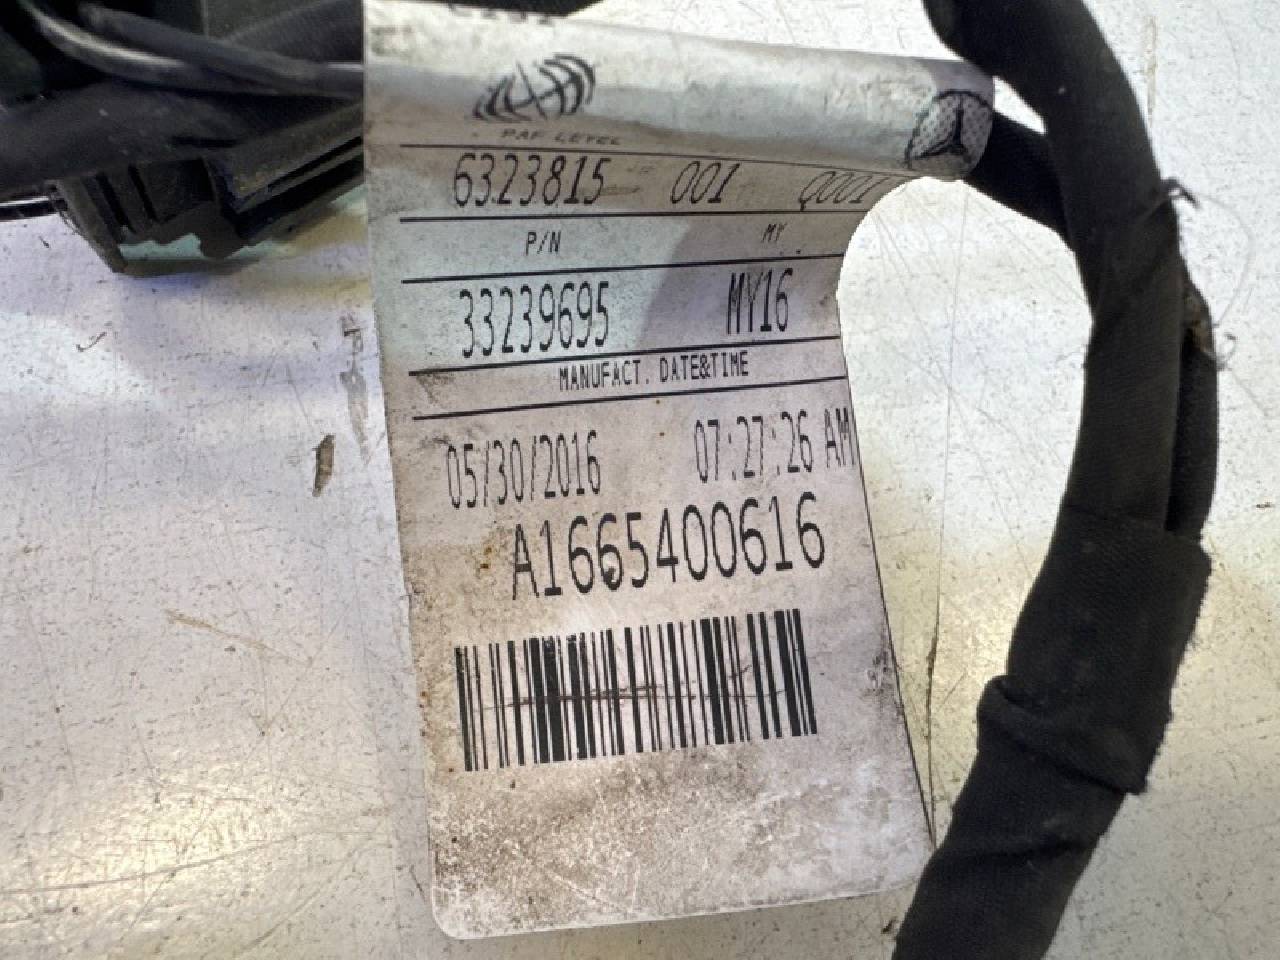 PAF LEVEL
6323815 001 Q001
P/N MY
33239695 MY16
MANUFACT. DATE&TIME
05/30/2016 07:27:26 AM
A1665400616